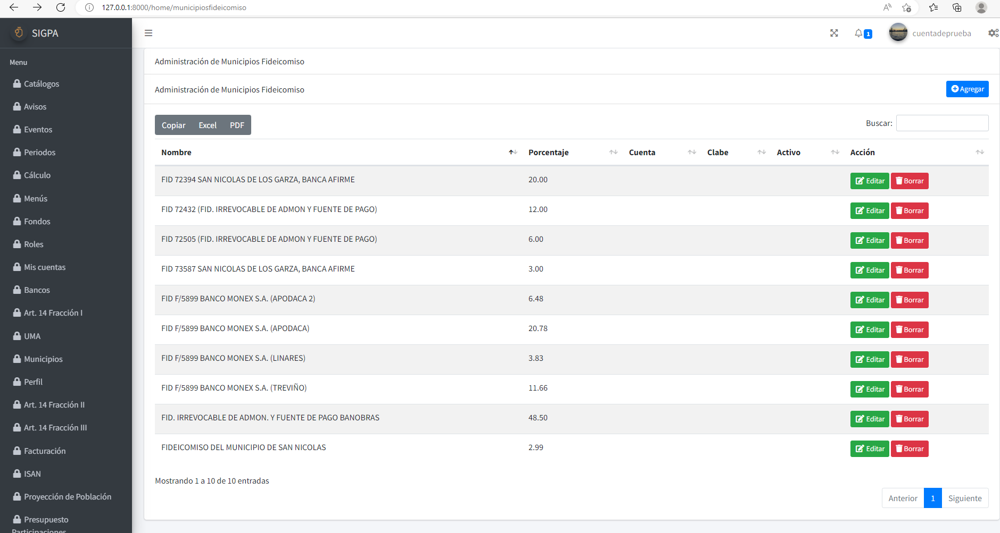 127.0.0.1:8000/home/municipiosfideicomiso
SIGPA
1
cuentadeprueba
Menu
Catálogos
Avisos
Eventos
Periodos
Cálculo
Menús
Fondos
Roles
Mis cuentas
Bancos
Art. 14 Fracción I
UMA
Municipios
Perfil
Art. 14 Fracción II
Art. 14 Fracción III
Facturación
ISAN
Proyección de Población
Presupuesto
Participaciones
Administración de Municipios Fideicomiso
Administración de Municipios Fideicomiso
Agregar
Copiar Excel PDF
Buscar:
Nombre Porcentaje Cuenta Clabe Activo Acción
FID 72394 SAN NICOLAS DE LOS GARZA, BANCA AFIRME 20.00 Editar Borrar
FID 72432 (FID. IRREVOCABLE DE ADMON Y FUENTE DE PAGO) 12.00 Editar Borrar
FID 72505 (FID. IRREVOCABLE DE ADMON Y FUENTE DE PAGO) 6.00 Editar Borrar
FID 73587 SAN NICOLAS DE LOS GARZA, BANCA AFIRME 3.00 Editar Borrar
FID F/5899 BANCO MONEX S.A. (APODACA 2) 6.48 Editar Borrar
FID F/5899 BANCO MONEX S.A. (APODACA) 20.78 Editar Borrar
FID F/5899 BANCO MONEX S.A. (LINARES) 3.83 Editar Borrar
FID F/5899 BANCO MONEX S.A. (TREVIÑO) 11.66 Editar Borrar
FID. IRREVOCABLE DE ADMON. Y FUENTE DE PAGO BANOBRAS 48.50 Editar Borrar
FIDEICOMISO DEL MUNICIPIO DE SAN NICOLAS 2.99 Editar Borrar
Mostrando 1 a 10 de 10 entradas
Anterior 1 Siguiente